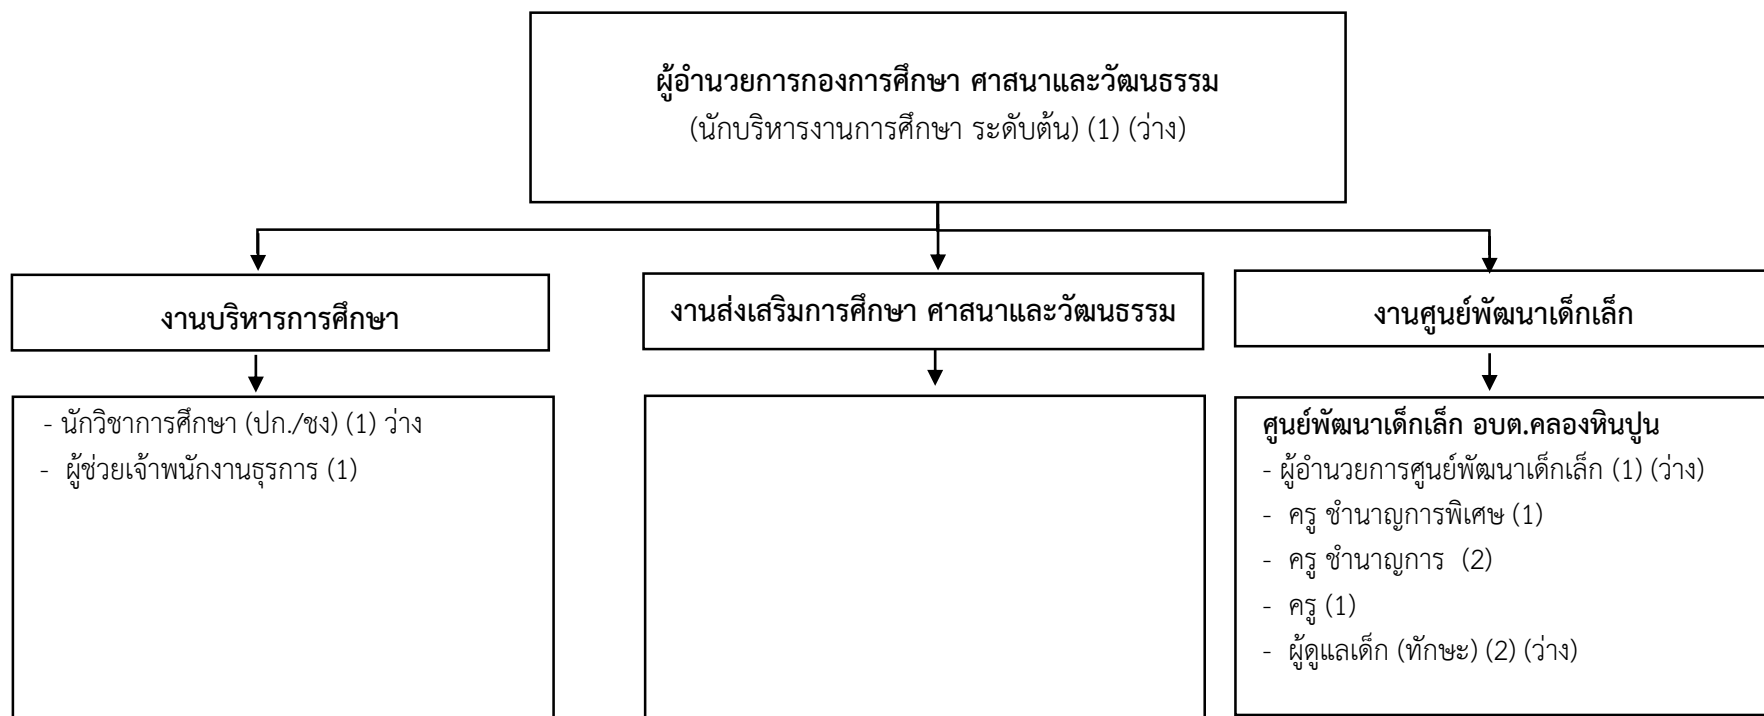 ผู้อำนวยการกองการศึกษา ศาสนาและวัฒนธรรม
(นักบริหารงานการศึกษา ระดับต้น) (1) (ว่าง)
งานบริหารการศึกษา
งานส่งเสริมการศึกษา ศาสนาและวัฒนธรรม
งานศูนย์พัฒนาเด็กเล็ก
- นักวิชาการศึกษา (ปก./ชง) (1) ว่าง
- ผู้ช่วยเจ้าพนักงานธุรการ (1)
ศูนย์พัฒนาเด็กเล็ก อบต.คลองหินปูน
- ผู้อำนวยการศูนย์พัฒนาเด็กเล็ก (1) (ว่าง)
- ครู ชำนาญการพิเศษ (1)
- ครู ชำนาญการ (2)
- ครู (1)
- ผู้ดูแลเด็ก (ทักษะ) (2) (ว่าง)